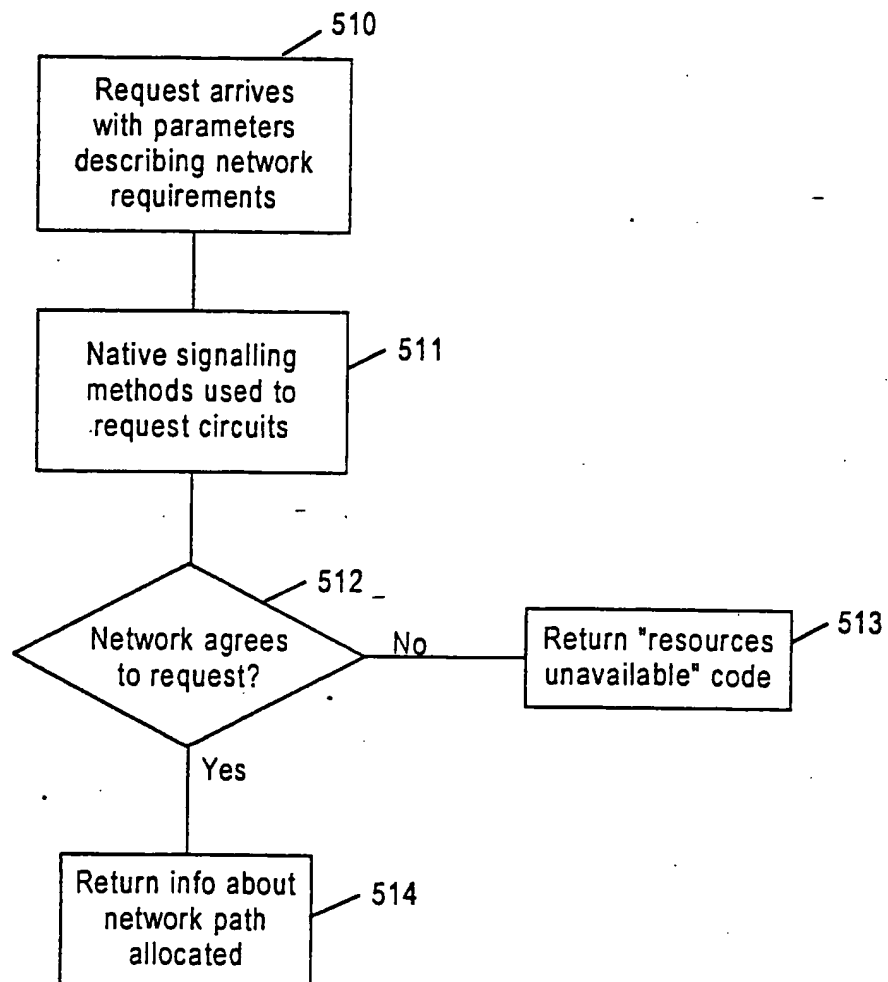 510
Request arrives
with parameters
describing network
requirements
511
Native signalling
methods used to
request circuits
512
Network agrees
to request?
No
513
Return "resources
unavailable" code
Yes
514
Return info about
network path
allocated